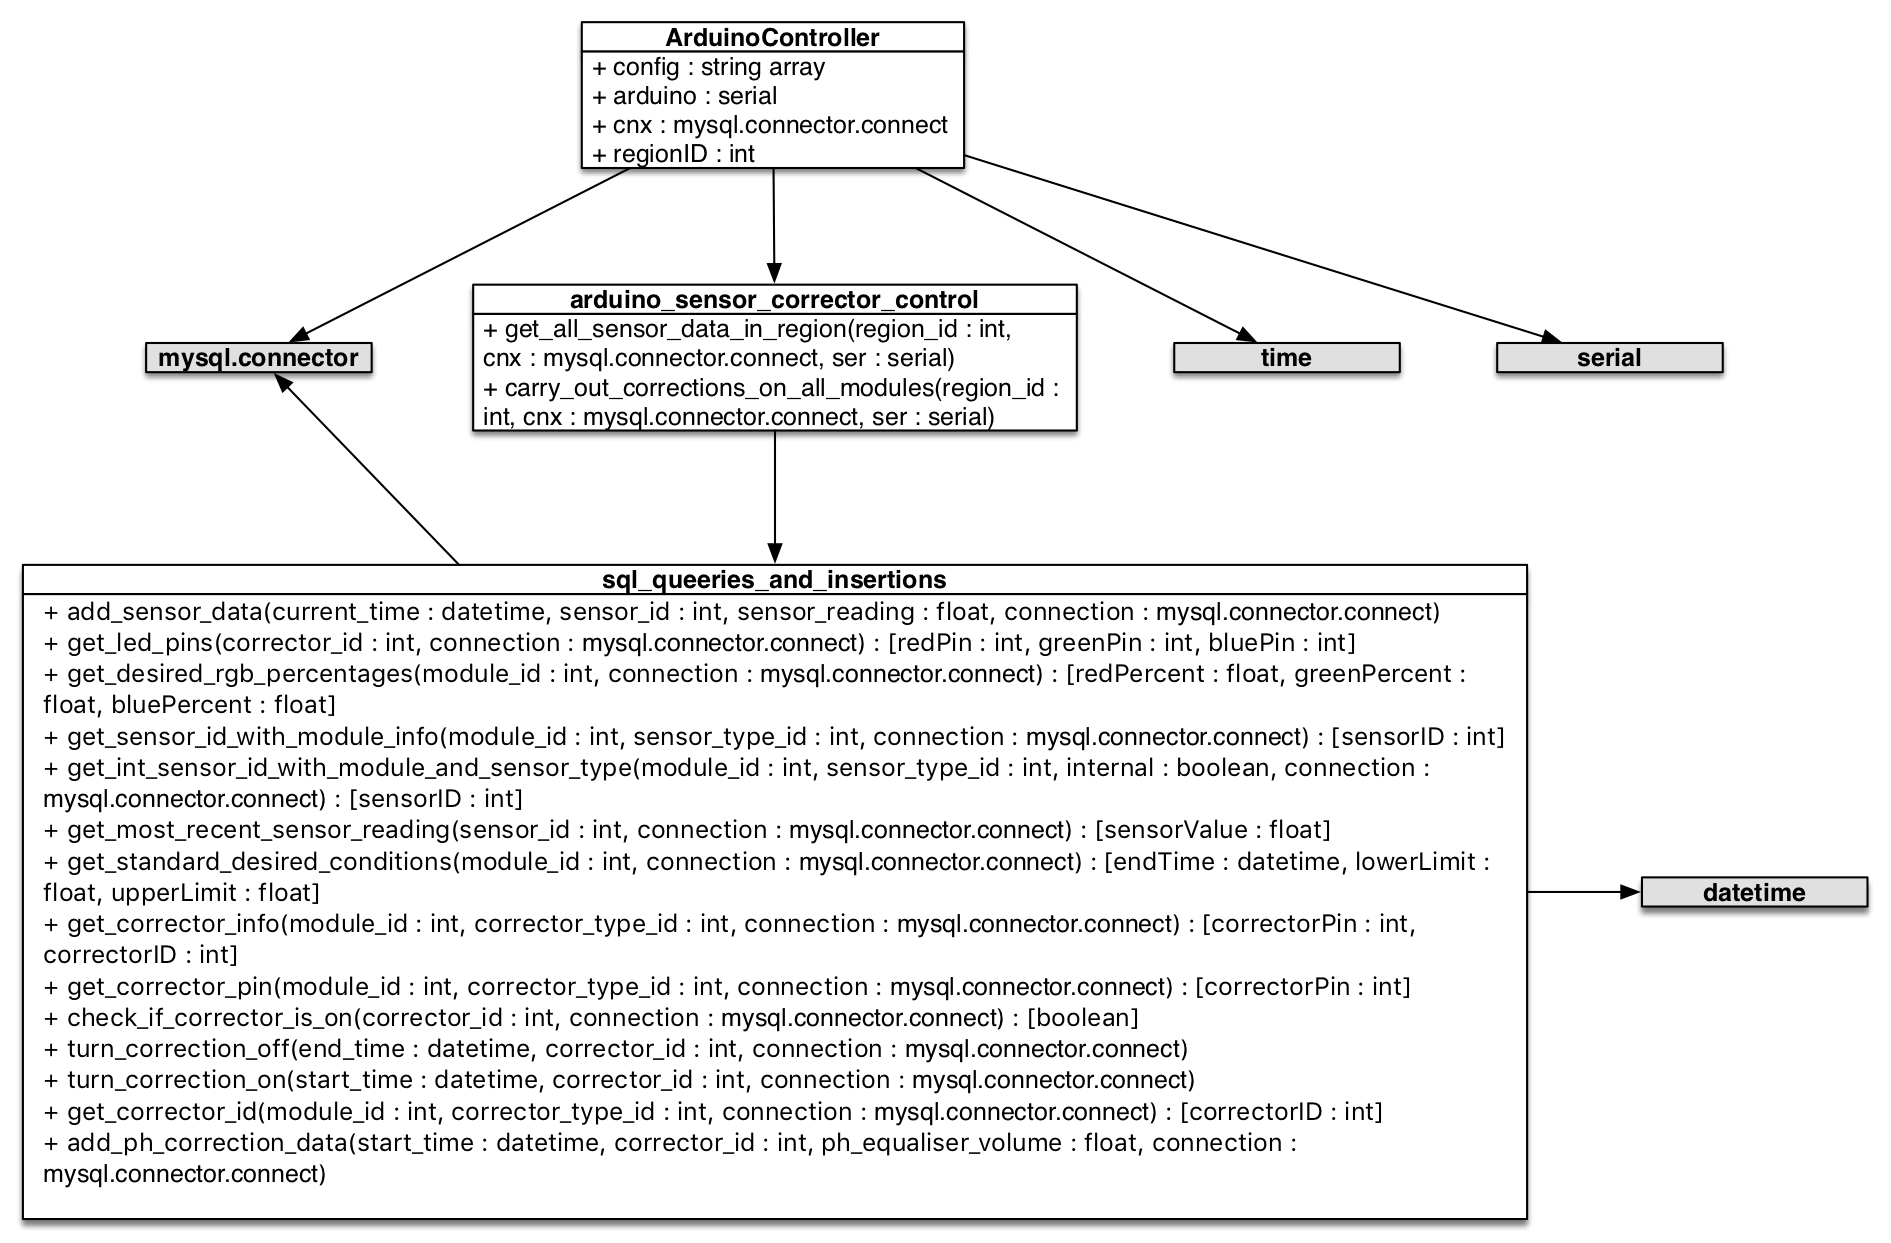 ArduinoController
+ config : string array
+ arduino : serial
+ cnx : mysql.connector.connect
+ regionID : int
arduino_sensor_corrector_control
+ get_all_sensor_data_in_region(region_id : int,
cnx : mysql.connector.connect, ser : serial)
+ carry_out_corrections_on_all_modules(region_id :
int, cnx : mysql.connector.connect, ser : serial)
mysql.connector
time
serial
sql_queeries_and_insertions
+ add_sensor_data(current_time : datetime, sensor_id : int, sensor_reading : float, connection : mysql.connector.connect)
+ get_led_pins(corrector_id : int, connection : mysql.connector.connect) : [redPin : int, greenPin : int, bluePin : int]
+ get_desired_rgb_percentages(module_id : int, connection : mysql.connector.connect) : [redPercent : float, greenPercent :
float, bluePercent : float]
+ get_sensor_id_with_module_info(module_id : int, sensor_type_id : int, connection : mysql.connector.connect) : [sensorID : int]
+ get_int_sensor_id_with_module_and_sensor_type(module_id : int, sensor_type_id : int, internal : boolean, connection :
mysql.connector.connect) : [sensorID : int]
+ get_most_recent_sensor_reading(sensor_id : int, connection : mysql.connector.connect) : [sensorValue : float]
+ get_standard_desired_conditions(module_id : int, connection : mysql.connector.connect) : [endTime : datetime, lowerLimit :
float, upperLimit : float]
+ get_corrector_info(module_id : int, corrector_type_id : int, connection : mysql.connector.connect) : [correctorPin : int,
correctorID : int]
+ get_corrector_pin(module_id : int, corrector_type_id : int, connection : mysql.connector.connect) : [correctorPin : int]
+ check_if_corrector_is_on(corrector_id : int, connection : mysql.connector.connect) : [boolean]
+ turn_correction_off(end_time : datetime, corrector_id : int, connection : mysql.connector.connect)
+ turn_correction_on(start_time : datetime, corrector_id : int, connection : mysql.connector.connect)
+ get_corrector_id(module_id : int, corrector_type_id : int, connection : mysql.connector.connect) : [correctorID : int]
+ add_ph_correction_data(start_time : datetime, corrector_id : int, ph_equaliser_volume : float, connection :
mysql.connector.connect)
datetime